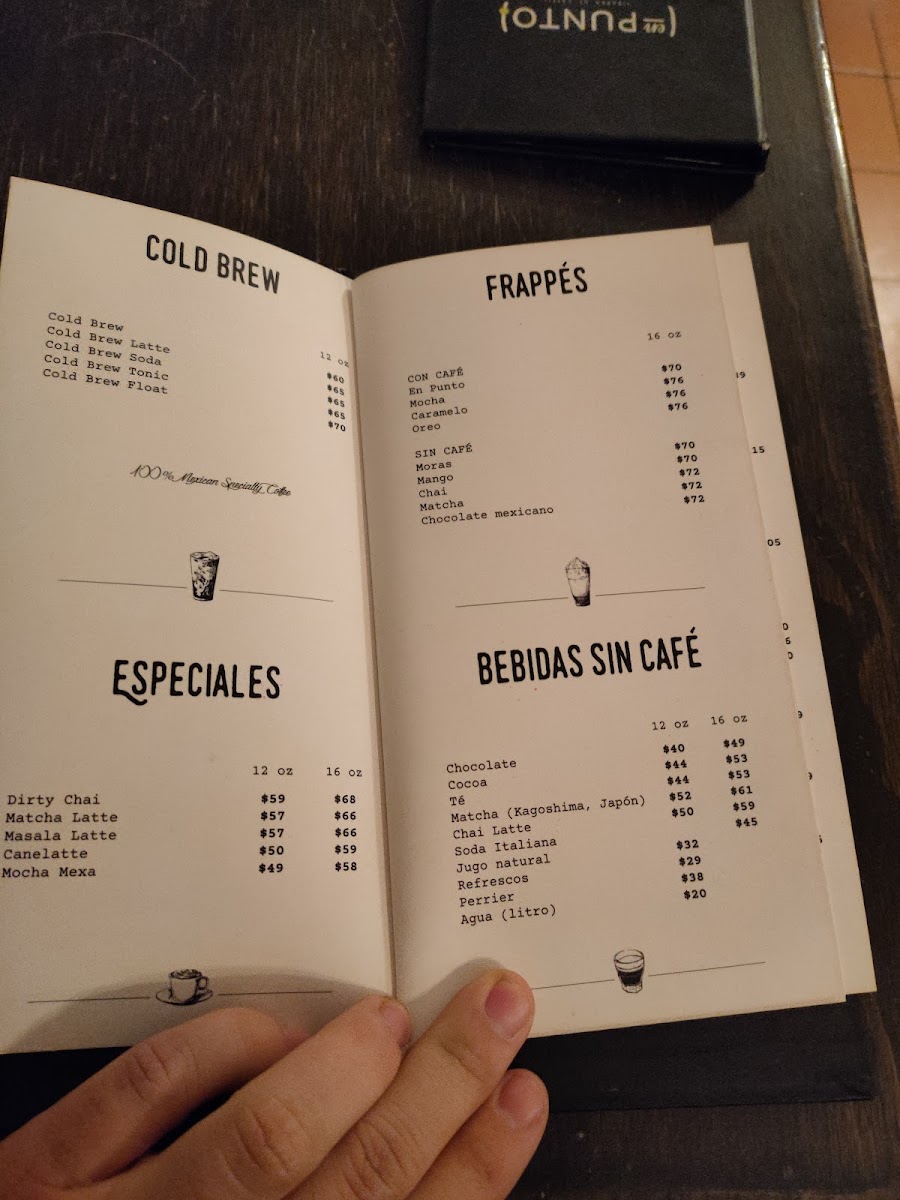 (en PUNTO}
COLD BREW
12 oz
Cold Brew $60
Cold Brew Latte $65
Cold Brew Soda $65
Cold Brew Tonic $65
Cold Brew Float $70
100% Mexican Specialty Coffee
ESPECIALES
12 oz 16 oz
Dirty Chai $59 $68
Matcha Latte $57 $66
Masala Latte $57 $66
Canelatte $50 $59
Mocha Mexa $49 $58
FRAPPÉS
16 oz
CON CAFÉ
En Punto $70
Mocha $76
Caramelo $76
Oreo $76
SIN CAFÉ
Moras $70
Mango $70
Chai $72
Matcha $72
Chocolate mexicano $72
BEBIDAS SIN CAFÉ
12 oz 16 oz
Chocolate $40 $49
Cocoa $44 $53
Té $44 $53
Matcha (Kagoshima, Japón) $52 $61
Chai Latte $50 $59
Soda Italiana $45
Jugo natural $32
Refrescos $29
Perrier $38
Agua (litro) $20